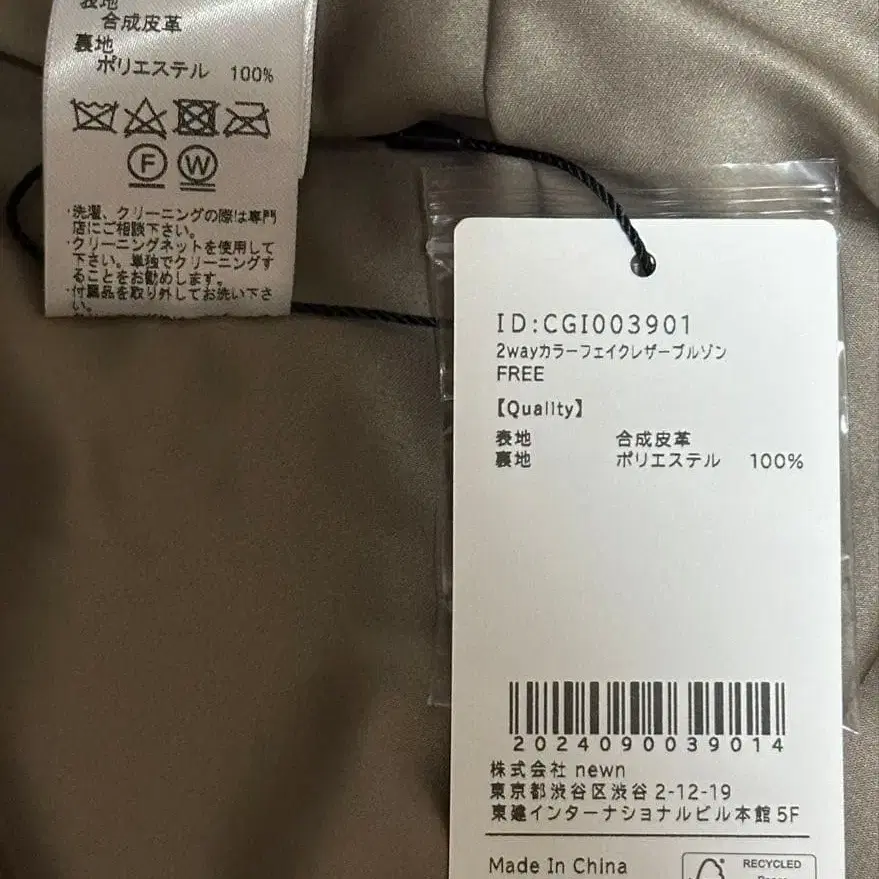 表地
合成皮革
裏地
ポリエステル 100%
F W
・洗濯、クリーニングの際は専門
店にご相談下さい。
・クリーニングネットを使用して
下さい。単独でクリーニングす
ることをお勧めします。
・付属品を取り外してお洗い下さ
い。
ID:CGI003901
2wayカラーフェイクレザーブルゾン
FREE
【Quality】
表地 合成皮革
裏地 ポリエステル 100%
2024090039014
株式会社 newn
東京都渋谷区渋谷 2-12-19
東建インターナショナルビル本館 5F
Made In China
RECYCLED